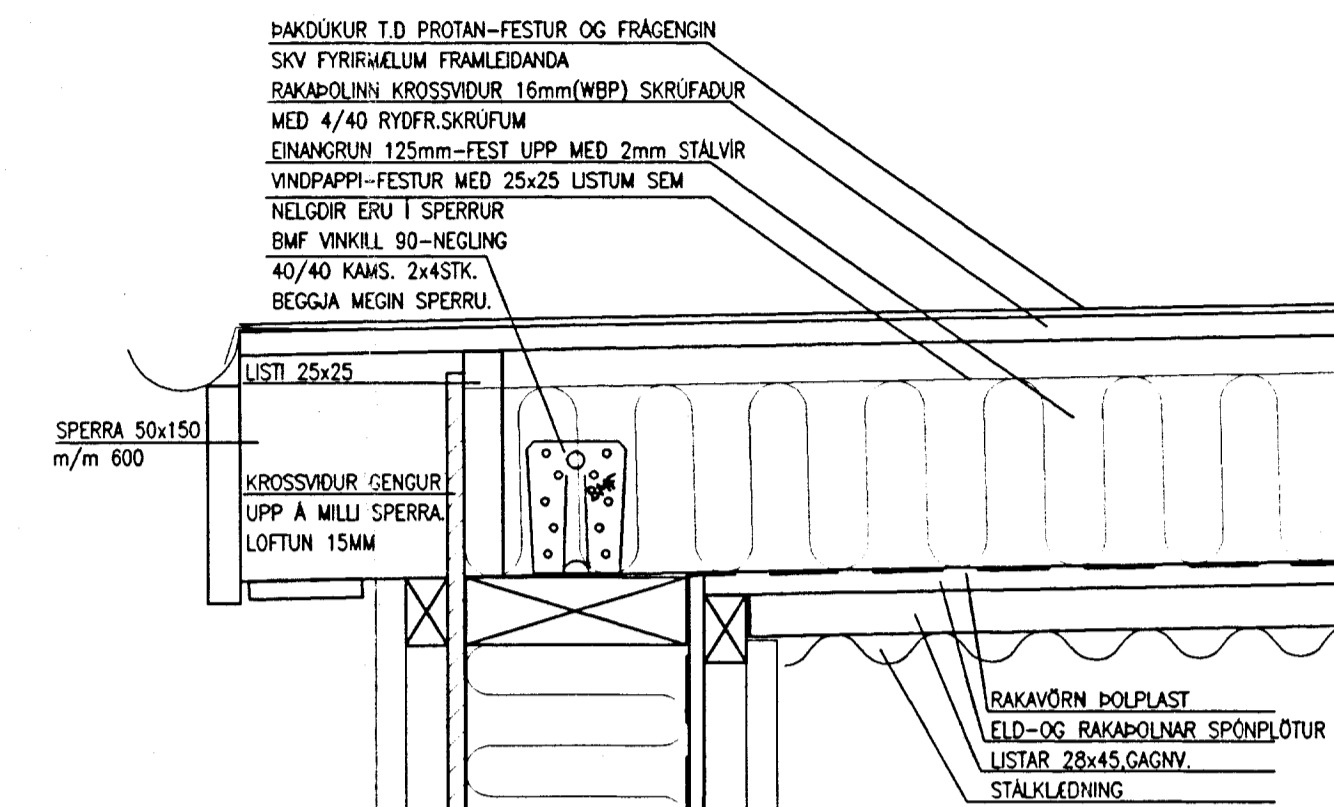 ÞAKDÚKUR T.D PROTAN-FESTUR OG FRÁGENGIN
SKV FYRIRMÆLUM FRAMLEIDANDA
RAKAÞOLINN KROSSVIDUR 16mm(WBP) SKRÚFADUR
MED 4/40 RYDFR.SKRÚFUM
EINANGRUN 125mm-FEST UPP MED 2mm STÁLVÍR
VINDPAPPI-FESTUR MED 25x25 LISTUM SEM
NELGDIR ERU Í SPERRUR
BMF VINKILL 90-NEGLING
40/40 KAMS. 2x4STK.
BEGGJA MEGIN SPERRU.
LISTI 25x25
SPERRA 50x150
m/m 600
KROSSVIDUR GENGUR
UPP Á MILLI SPERRA.
LOFTUN 15MM
BMF
RAKAVÖRN ÞOLPLAST
ELD-OG RAKAÞOLNAR SPÓNPLÖTUR
LISTAR 28x45,GAGNV.
STÁLKLÆDNING